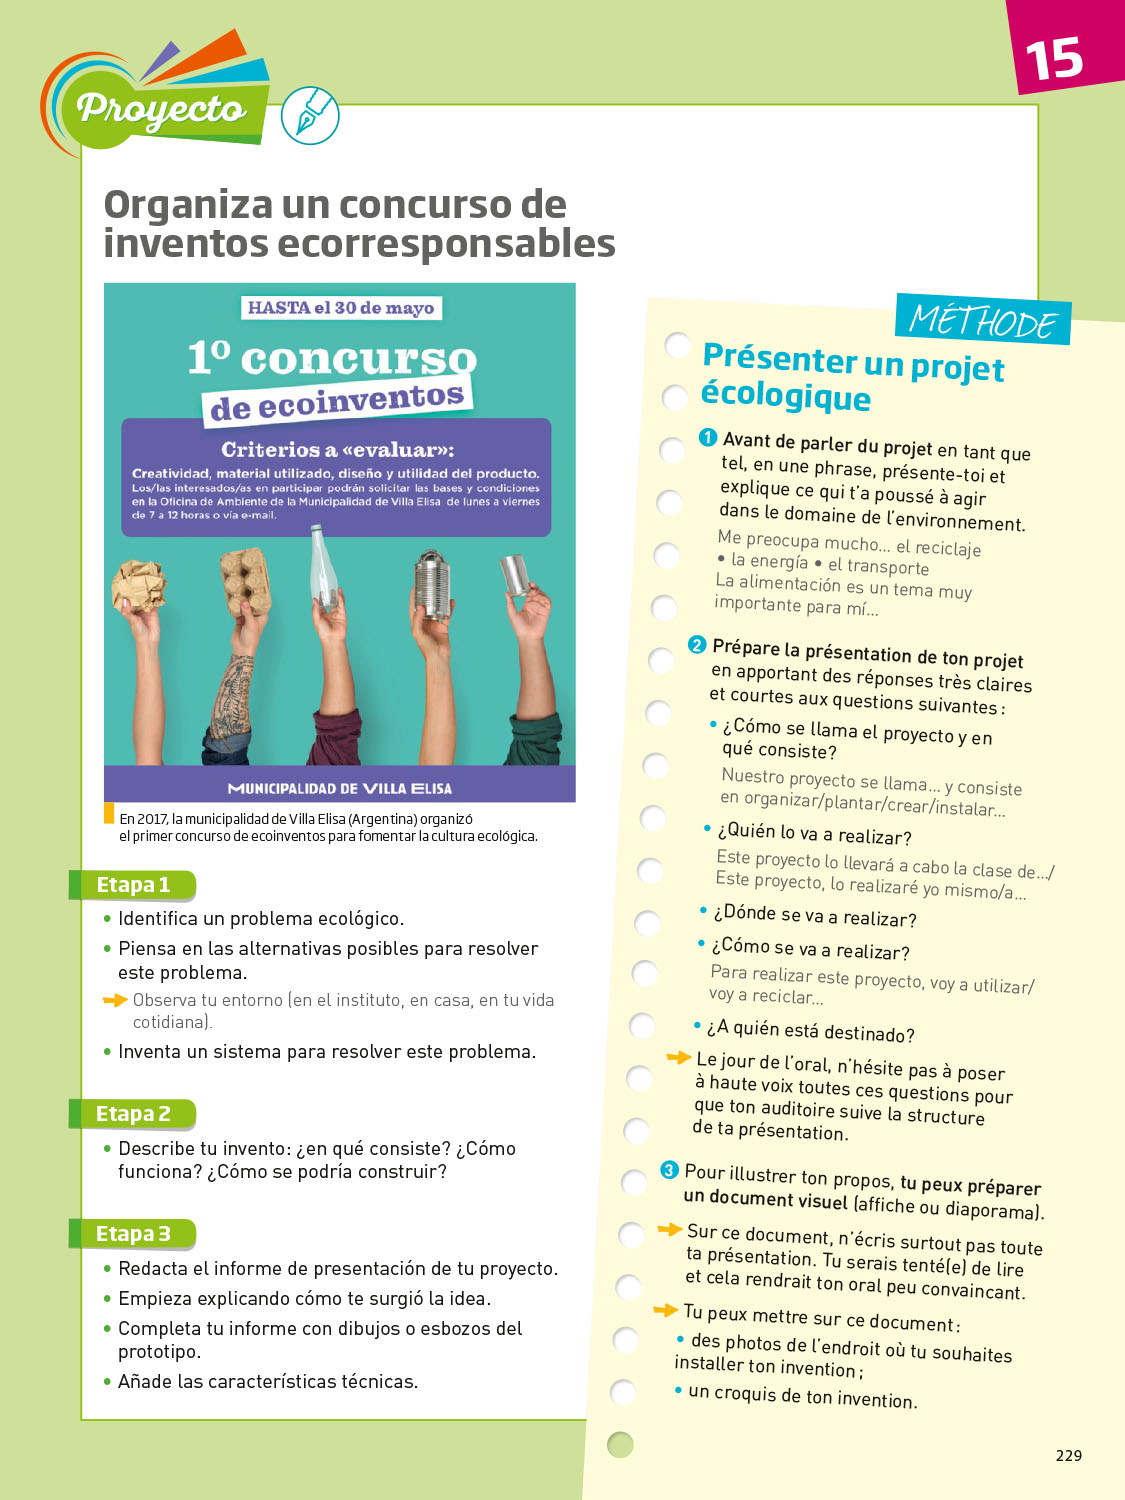 15
Proyecto
Organiza un concurso de
inventos ecorresponsables
HASTA el 30 de mayo
1º concurso
de ecoinventos
Criterios a «evaluar»:
Creatividad, material utilizado, diseño y utilidad del producto.
Los/las interesados/as en participar podrán solicitar las bases y condiciones
en la Oficina de Ambiente de la Municipalidad de Villa Elisa de lunes a viernes
de 7 a 12 horas o vía e-mail.
MUNICIPALIDAD DE VILLA ELISA
En 2017, la municipalidad de Villa Elisa (Argentina) organizó
el primer concurso de ecoinventos para fomentar la cultura ecológica.
Etapa 1
• Identifica un problema ecológico.
• Piensa en las alternativas posibles para resolver
este problema.
Observa tu entorno (en el instituto, en casa, en tu vida
cotidiana).
• Inventa un sistema para resolver este problema.
Etapa 2
• Describe tu invento: ¿en qué consiste? ¿Cómo
funciona? ¿Cómo se podría construir?
Etapa 3
• Redacta el informe de presentación de tu proyecto.
• Empieza explicando cómo te surgió la idea.
• Completa tu informe con dibujos o esbozos del
prototipo.
• Añade las características técnicas.
MÉTHODE
Présenter un projet
écologique
1 Avant de parler du projet en tant que
tel, en une phrase, présente-toi et
explique ce qui t'a poussé à agir
dans le domaine de l'environnement.
Me preocupa mucho... el reciclaje
• la energía • el transporte
La alimentación es un tema muy
importante para mí...
2 Prépare la présentation de ton projet
en apportant des réponses très claires
et courtes aux questions suivantes :
• ¿Cómo se llama el proyecto y en
qué consiste?
Nuestro proyecto se llama... y consiste
en organizar/plantar/crear/instalar...
• ¿Quién lo va a realizar?
Este proyecto lo llevará a cabo la clase de.../
Este proyecto, lo realizaré yo mismo/a...
• ¿Dónde se va a realizar?
• ¿Cómo se va a realizar?
Para realizar este proyecto, voy a utilizar/
voy a reciclar...
• ¿A quién está destinado?
Le jour de l'oral, n'hésite pas à poser
à haute voix toutes ces questions pour
que ton auditoire suive la structure
de ta présentation.
3 Pour illustrer ton propos, tu peux préparer
un document visuel (affiche ou diaporama).
Sur ce document, n'écris surtout pas toute
ta présentation. Tu serais tenté(e) de lire
et cela rendrait ton oral peu convaincant.
Tu peux mettre sur ce document :
• des photos de l'endroit où tu souhaites
installer ton invention ;
• un croquis de ton invention.
229